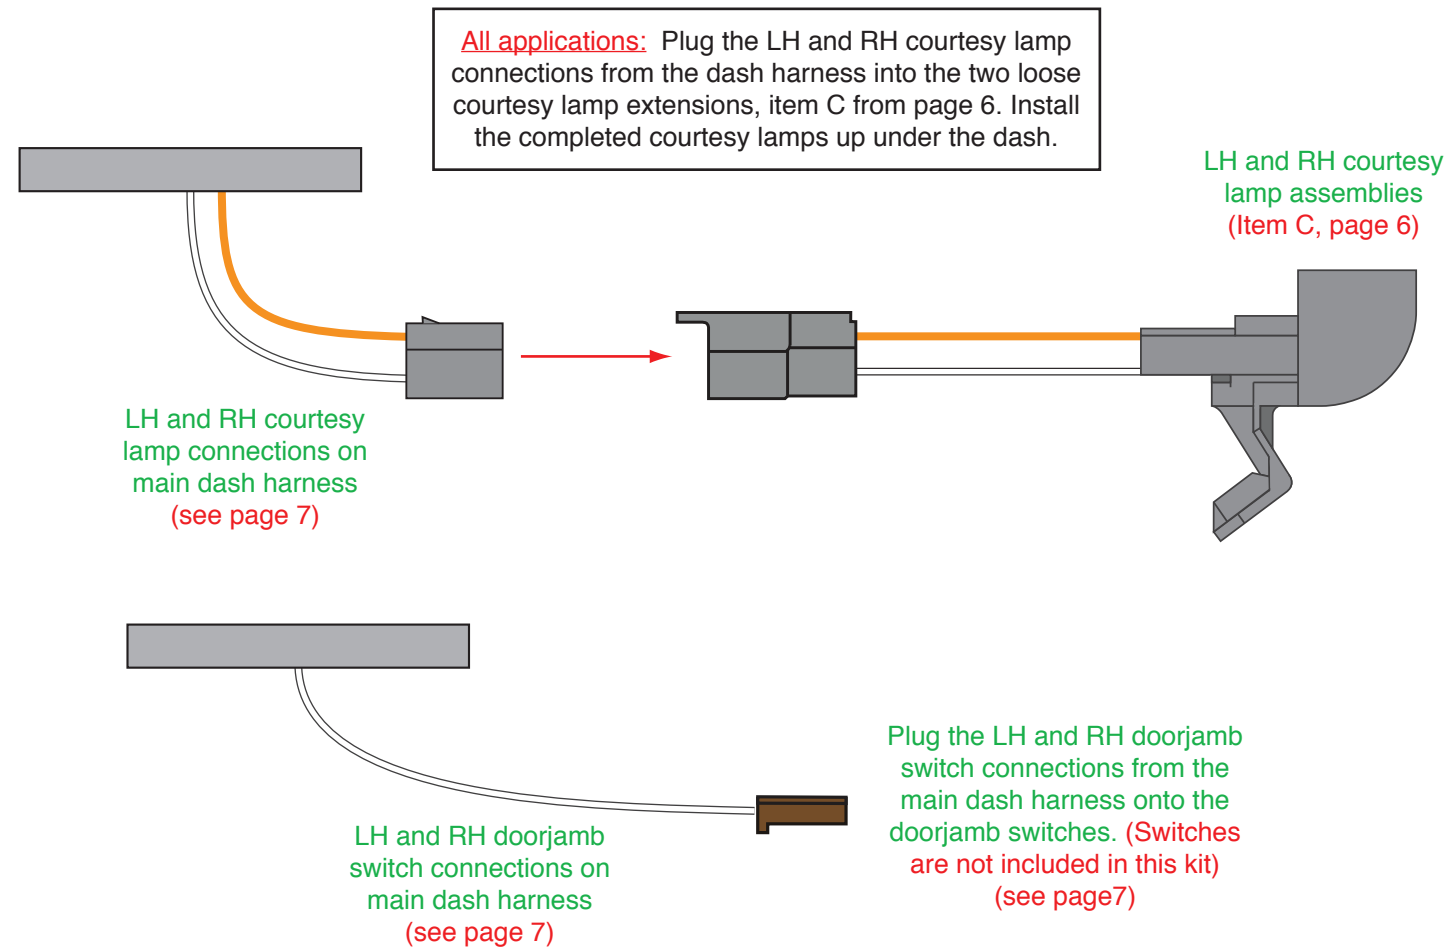 All applications: Plug the LH and RH courtesy lamp
connections from the dash harness into the two loose
courtesy lamp extensions, item C from page 6. Install
the completed courtesy lamps up under the dash.
LH and RH courtesy
lamp assemblies
(Item C, page 6)
LH and RH courtesy
lamp connections on
main dash harness
(see page 7)
Plug the LH and RH doorjamb
switch connections from the
main dash harness onto the
doorjamb switches. (Switches
are not included in this kit)
(see page7)
LH and RH doorjamb
switch connections on
main dash harness
(see page 7)